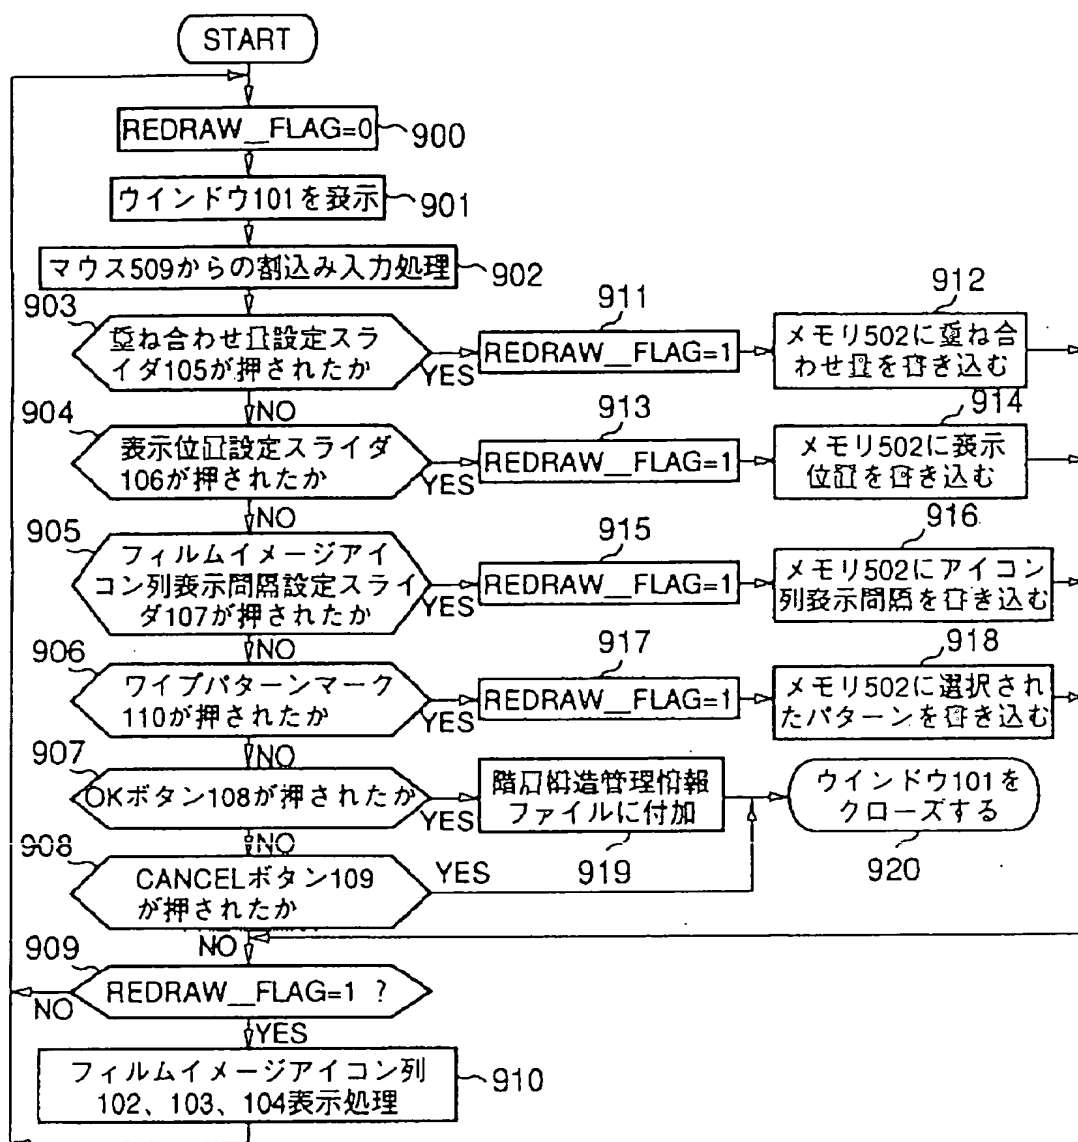 START
REDRAW__FLAG=0
900
ウインドウ101を表示
901
マウス509からの割込み入力処理
902
903
重ね合わせ量設定スラ
イダ105が押されたか
YES
911
REDRAW__FLAG=1
912
メモリ502に重ね合
わせ量を書き込む
NO
904
表示位置設定スライダ
106が押されたか
YES
913
REDRAW__FLAG=1
914
メモリ502に表示
位置を書き込む
NO
905
フィルムイメージアイ
コン列表示間隔設定スライ
ダ107が押されたか
YES
915
REDRAW__FLAG=1
916
メモリ502にアイコン
列表示間隔を書き込む
NO
906
ワイプパターンマーク
110が押されたか
YES
917
REDRAW__FLAG=1
918
メモリ502に選択され
たパターンを書き込む
NO
907
OKボタン108が押されたか
YES
階層構造管理情報
ファイルに付加
919
ウインドウ101を
クローズする
920
NO
908
CANCELボタン109
が押されたか
YES
NO
909
REDRAW__FLAG=1 ?
NO
YES
フィルムイメージアイコン列
102、103、104表示処理
910